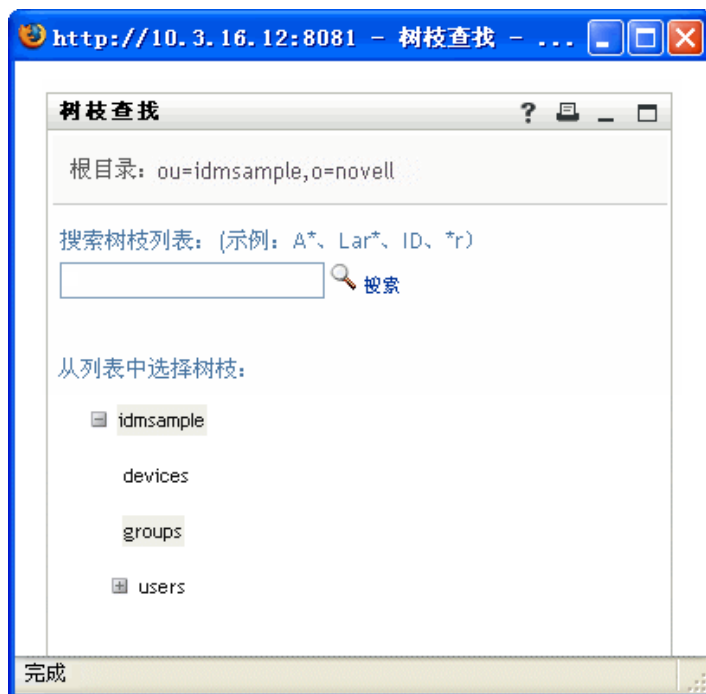 http://10.3.16.12:8081 - 树枝查找 - ...
树枝查找
根目录: ou=idmsample,o=novell
搜索树枝列表: (示例: A*、Lar*、ID、*r)
搜索
从列表中选择树枝:
idmsample
devices
groups
users
完成